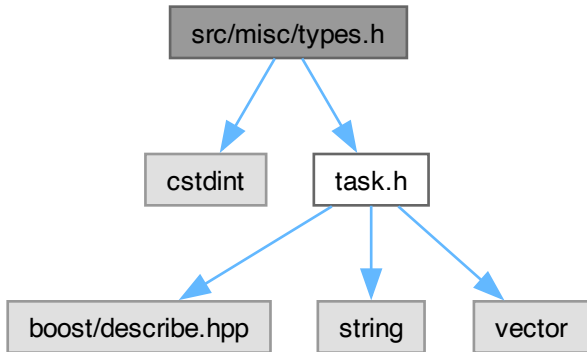 src/misc/types.h
cstdint
task.h
boost/describe.hpp
string
vector